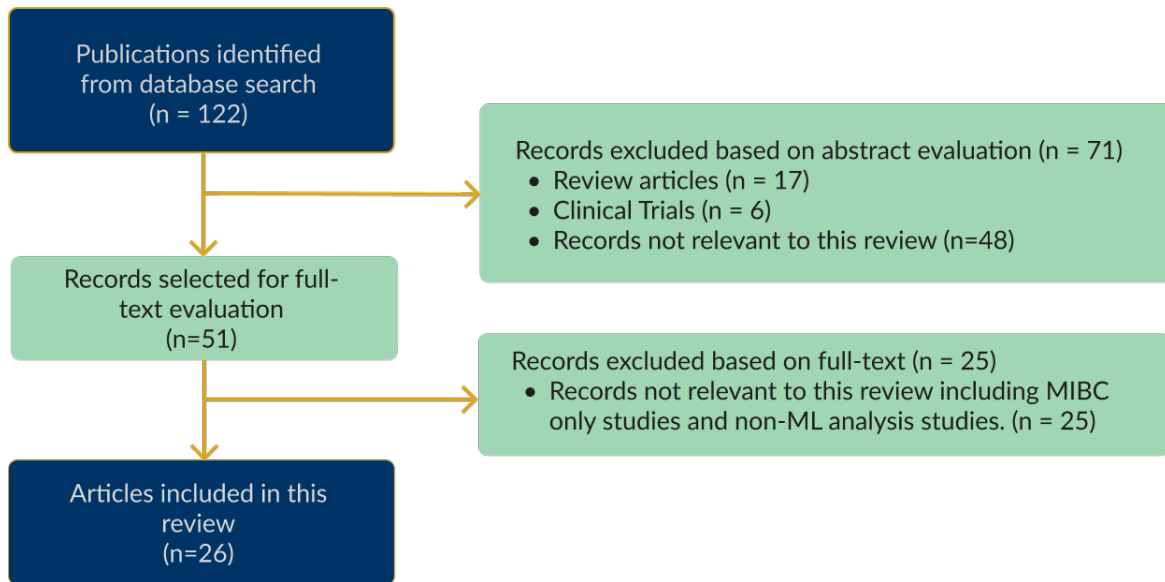 Publications identified
from database search
(n = 122)
Records excluded based on abstract evaluation (n = 71)
• Review articles (n = 17)
• Clinical Trials (n = 6)
• Records not relevant to this review (n=48)
Records selected for full-
text evaluation
(n=51)
Records excluded based on full-text (n = 25)
• Records not relevant to this review including MIBC
only studies and non-ML analysis studies. (n = 25)
Articles included in this
review
(n=26)